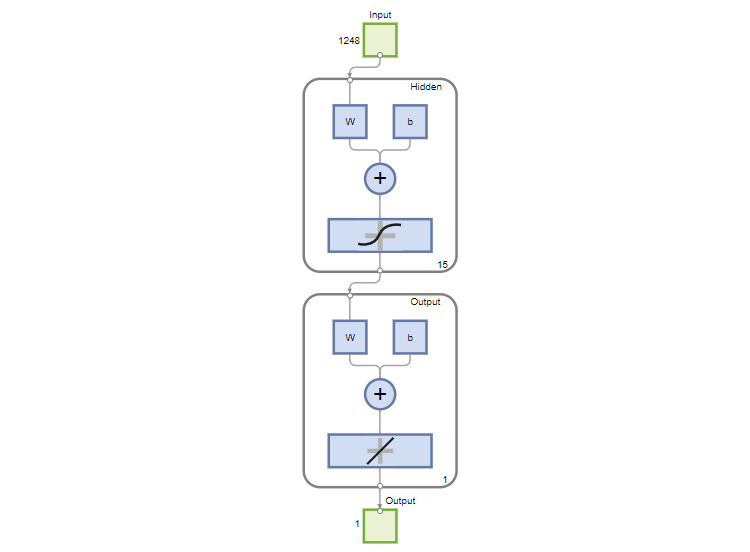 Input
1248
Hidden
W b
+
15
Output
W b
+
1
Output
1